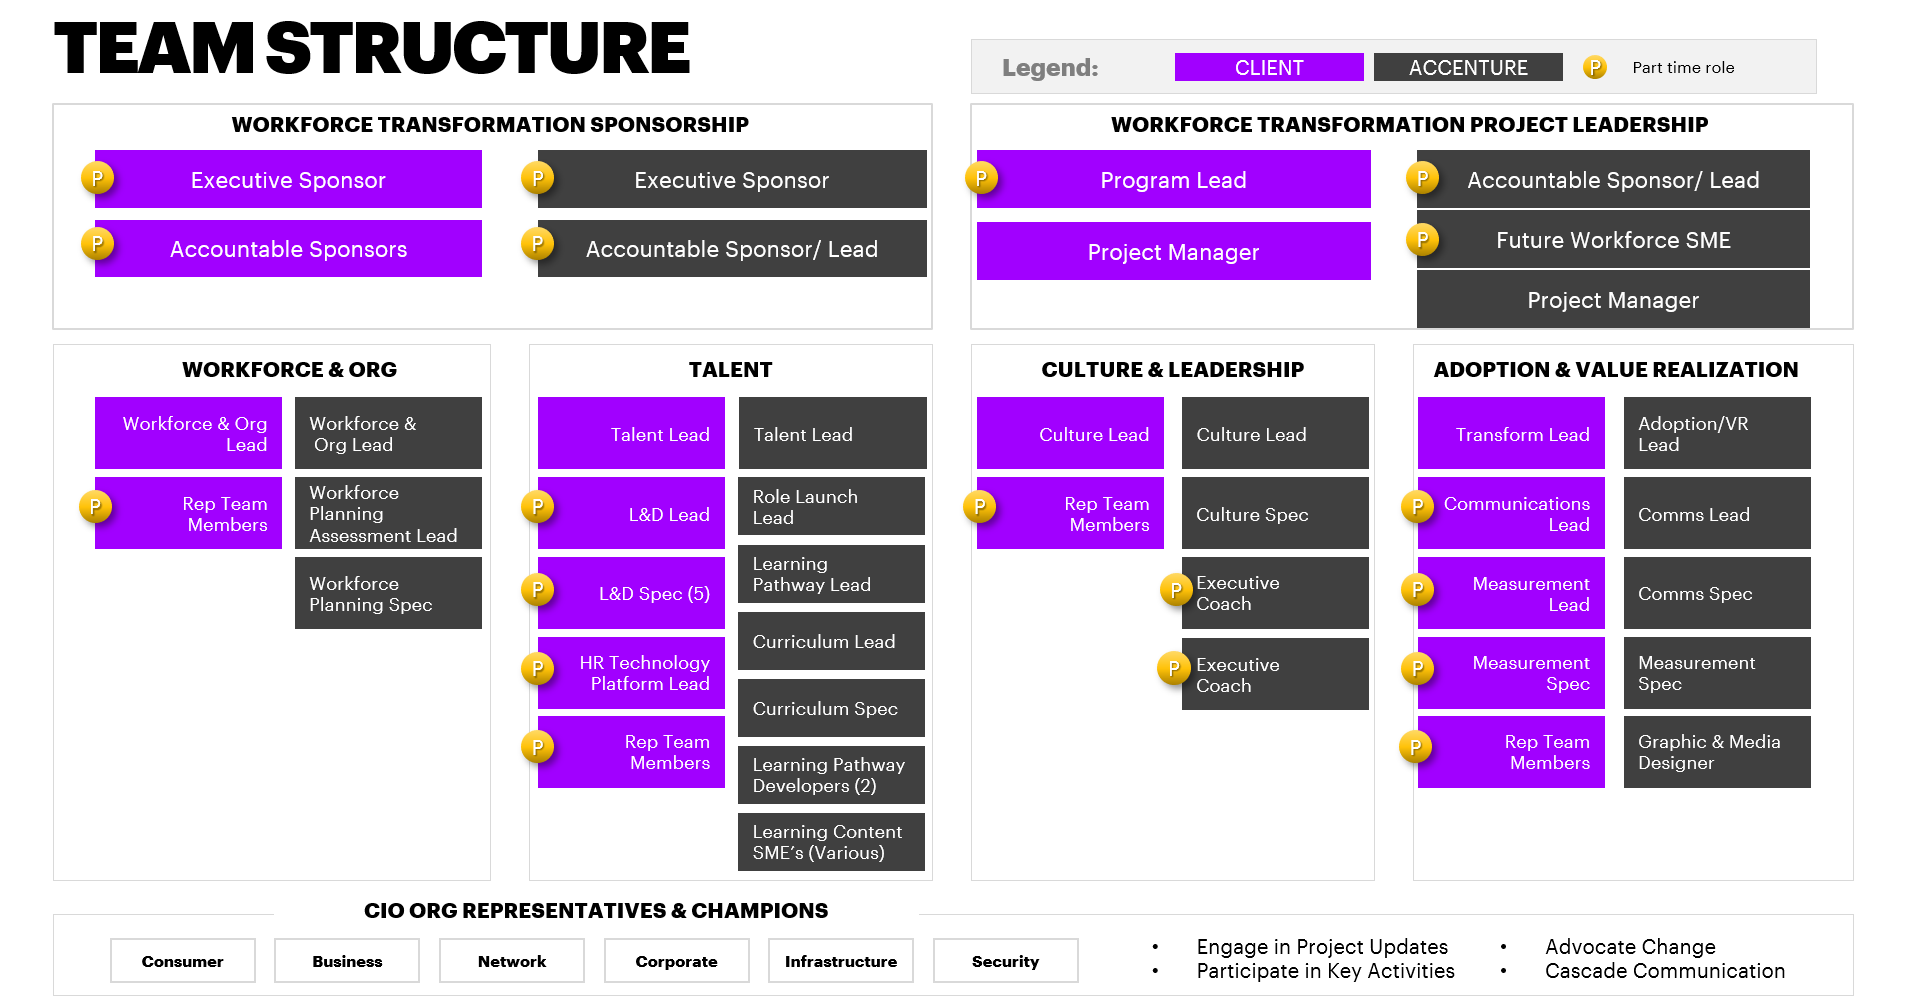 TEAM STRUCTURE
Legend:
CLIENT
ACCENTURE
P
Part time role
WORKFORCE TRANSFORMATION SPONSORSHIP
P
Executive Sponsor
P
Executive Sponsor
P
Accountable Sponsors
P
Accountable Sponsor/ Lead
WORKFORCE TRANSFORMATION PROJECT LEADERSHIP
P
Program Lead
Project Manager
P
Accountable Sponsor/ Lead
P
Future Workforce SME
Project Manager
WORKFORCE & ORG
Workforce & Org
Lead
P
Rep Team
Members
Workforce &
Org Lead
Workforce
Planning
Assessment Lead
Workforce
Planning Spec
TALENT
Talent Lead
P
L&D Lead
P
L&D Spec (5)
P
HR Technology
Platform Lead
P
Rep Team
Members
Talent Lead
Role Launch
Lead
Learning
Pathway Lead
Curriculum Lead
Curriculum Spec
Learning Pathway
Developers (2)
Learning Content
SME’s (Various)
CULTURE & LEADERSHIP
Culture Lead
P
Rep Team
Members
Culture Lead
Culture Spec
P
Executive
Coach
P
Executive
Coach
ADOPTION & VALUE REALIZATION
Transform Lead
P
Communications
Lead
P
Measurement
Lead
P
Measurement
Spec
P
Rep Team
Members
Adoption/VR
Lead
Comms Lead
Comms Spec
Measurement
Spec
Graphic & Media
Designer
CIO ORG REPRESENTATIVES & CHAMPIONS
Consumer
Business
Network
Corporate
Infrastructure
Security
• Engage in Project Updates
• Participate in Key Activities
• Advocate Change
• Cascade Communication